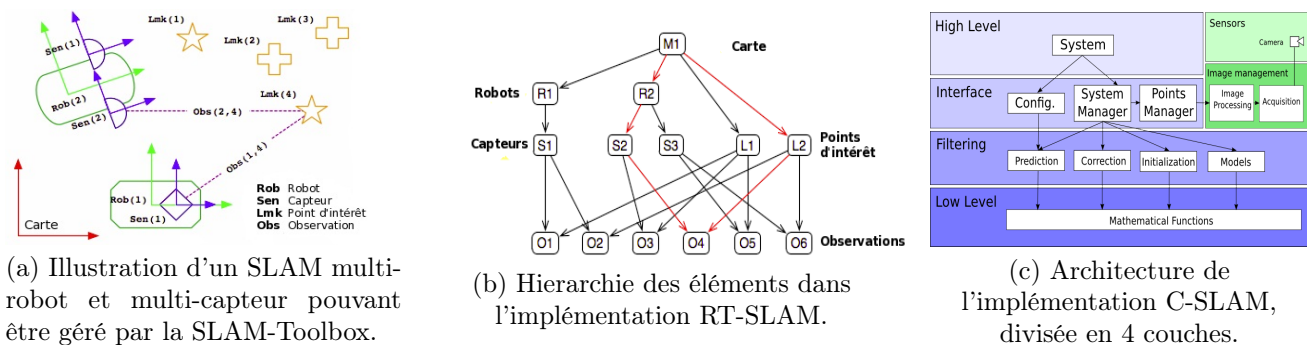 Lmk(1)
Lmk(3)
Sen(1)
Lmk(2)
Lmk(4)
Rob(2)
Obs(2,4)
Sen(2)
Obs(1,4)
Rob(1)
Sen(1)
Carte
Rob Robot
Sen Capteur
Lmk Point d'intérêt
Obs Observation
(a) Illustration d'un SLAM multi-
robot et multi-capteur pouvant
être géré par la SLAM-Toolbox.
M1
Carte
Robots
R1
R2
Capteurs
S1
S2
S3
L1
L2
Points
d'intérêt
O1
O2
O3
O4
O5
O6
Observations
(b) Hierarchie des éléments dans
l'implémentation RT-SLAM.
High Level
System
Sensors
Camera
Interface
Config.
System
Manager
Points
Manager
Image management
Image
Processing
Acquisition
Filtering
Prediction
Correction
Initialization
Models
Low Level
Mathematical Functions
(c) Architecture de
l'implémentation C-SLAM,
divisée en 4 couches.